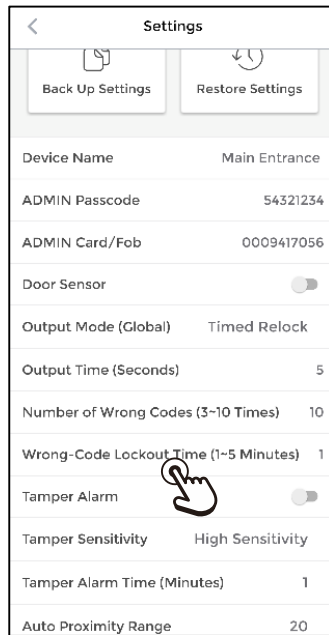 Settings
Back Up Settings Restore Settings
Device Name Main Entrance
ADMIN Passcode 54321234
ADMIN Card/Fob 0009417056
Door Sensor
Output Mode (Global) Timed Relock
Output Time (Seconds) 5
Number of Wrong Codes (3~10 Times) 10
Wrong-Code Lockout Time (1~5 Minutes) 1
Tamper Alarm
Tamper Sensitivity High Sensitivity
Tamper Alarm Time (Minutes) 1
Auto Proximity Range 20